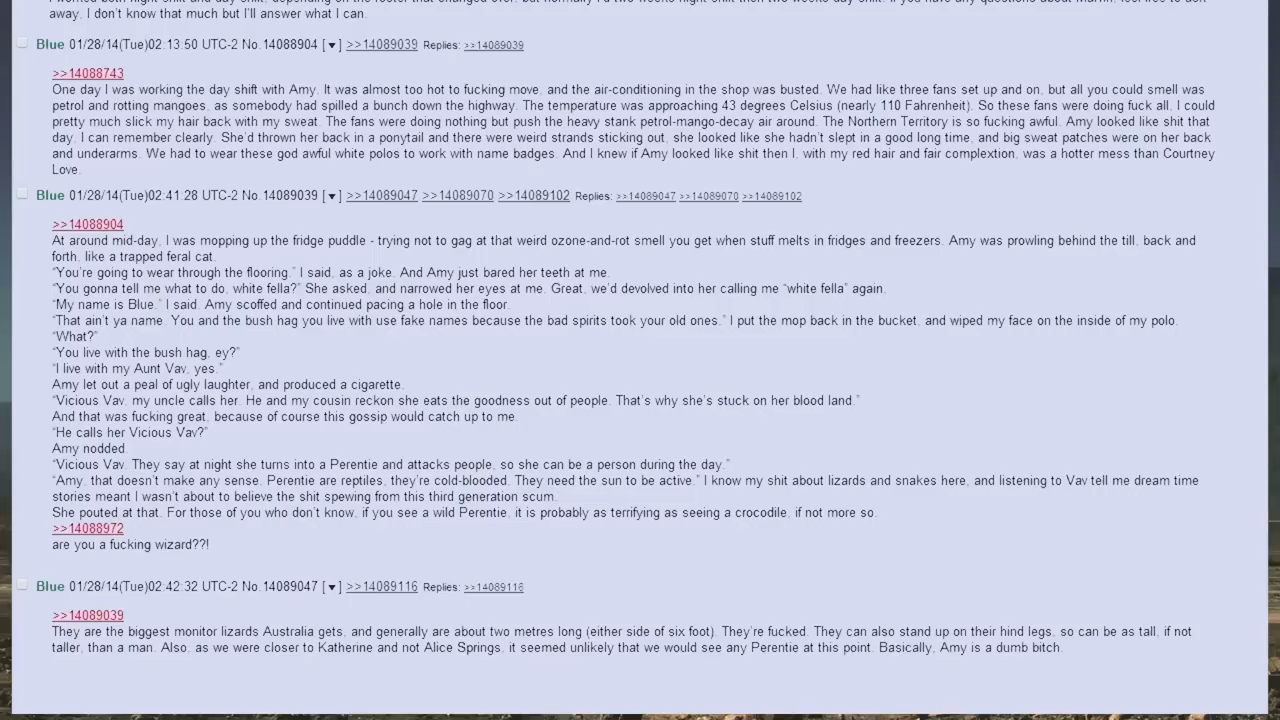 away, I don't know that much but I'll answer what I can.
Blue 01/28/14(Tue)02:13:50 UTC-2 No.14088904 [▼] >>14089039 Replies: >>14089039
>>14088743
One day I was working the day shift with Amy. It was almost too hot to fucking move, and the air-conditioning in the shop was busted. We had like three fans set up and on, but all you could smell was
petrol and rotting mangoes, as somebody had spilled a bunch down the highway. The temperature was approaching 43 degrees Celsius (nearly 110 Fahrenheit). So these fans were doing fuck all, I could
pretty much slick my hair back with my sweat. The fans were doing nothing but push the heavy stank petrol-mango-decay air around. The Northern Territory is so fucking awful. Amy looked like shit that
day, I can remember clearly. She'd thrown her back in a ponytail and there were weird strands sticking out, she looked like she hadn't slept in a good long time, and big sweat patches were on her back
and underarms. We had to wear these god awful white polos to work with name badges. And I knew if Amy looked like shit then I, with my red hair and fair complextion, was a hotter mess than Courtney
Love.
Blue 01/28/14(Tue)02:41:28 UTC-2 No.14089039 [▼] >>14089047 >>14089070 >>14089102 Replies: >>14089047 >>14089070 >>14089102
>>14088904
At around mid-day, I was mopping up the fridge puddle - trying not to gag at that weird ozone-and-rot smell you get when stuff melts in fridges and freezers. Amy was prowling behind the till, back and
forth, like a trapped feral cat.
"You're going to wear through the flooring." I said, as a joke. And Amy just bared her teeth at me.
"You gonna tell me what to do, white fella?" She asked, and narrowed her eyes at me. Great, we'd devolved into her calling me "white fella" again.
"My name is Blue." I said. Amy scoffed and continued pacing a hole in the floor.
"That ain't ya name. You and the bush hag you live with use fake names because the bad spirits took your old ones." I put the mop back in the bucket, and wiped my face on the inside of my polo.
"What?"
"You live with the bush hag, ey?"
"I live with my Aunt Vav, yes."
Amy let out a peal of ugly laughter, and produced a cigarette.
"Vicious Vav, my uncle calls her. He and my cousin reckon she eats the goodness out of people. That's why she's stuck on her blood land."
And that was fucking great, because of course this gossip would catch up to me.
"He calls her Vicious Vav?"
Amy nodded.
"Vicious Vav. They say at night she turns into a Perentie and attacks people, so she can be a person during the day."
"Amy, that doesn't make any sense. Perentie are reptiles, they're cold-blooded. They need the sun to be active." I know my shit about lizards and snakes here, and listening to Vav tell me dream time
stories meant I wasn't about to believe the shit spewing from this third generation scum.
She pouted at that. For those of you who don't know, if you see a wild Perentie, it is probably as terrifying as seeing a crocodile, if not more so.
>>14088972
are you a fucking wizard??!
Blue 01/28/14(Tue)02:42:32 UTC-2 No.14089047 [▼] >>14089116 Replies: >>14089116
>>14089039
They are the biggest monitor lizards Australia gets, and generally are about two metres long (either side of six foot). They're fucked. They can also stand up on their hind legs, so can be as tall, if not
taller, than a man. Also, as we were closer to Katherine and not Alice Springs, it seemed unlikely that we would see any Perentie at this point. Basically, Amy is a dumb bitch.